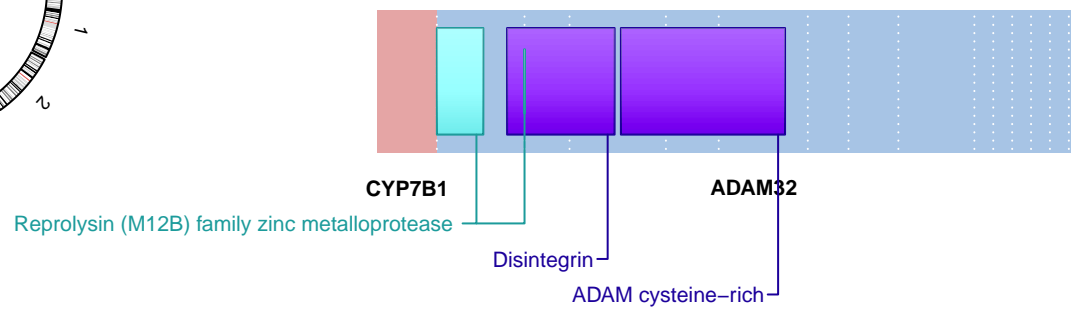 1
2
CYP7B1
ADAM32
Reprolysin (M12B) family zinc metalloprotease
Disintegrin
ADAM cysteine−rich